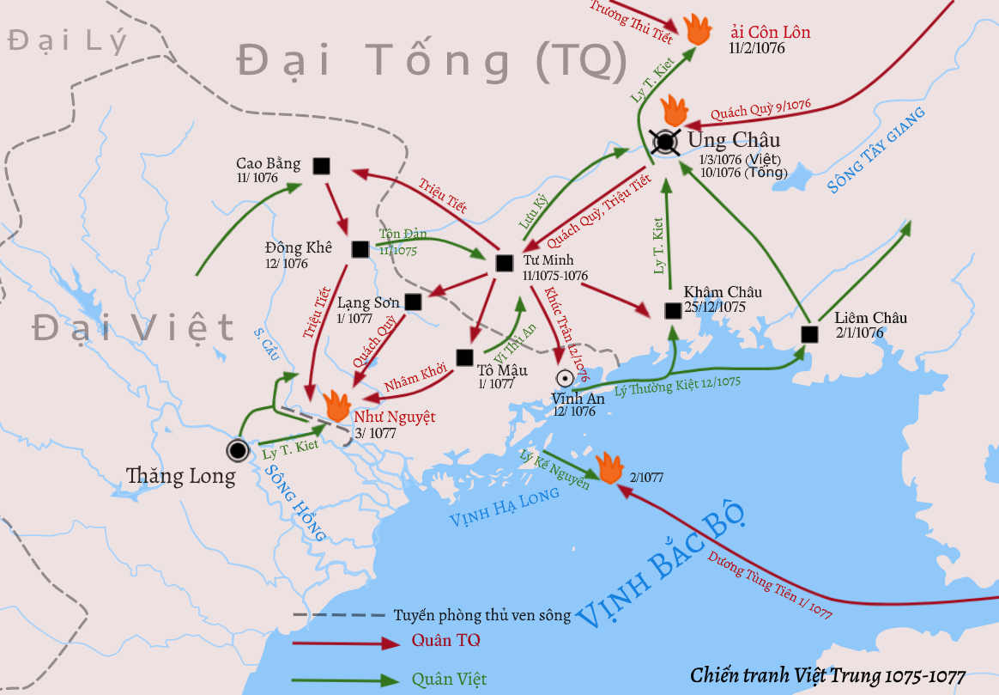 Trương Thủ Tiết
Đại Lý
Đại Tống (TQ)
ải Côn Lôn
11/2/1076
Ly T. Kiet
Quách Quỳ 9/1076
Ung Châu
1/3/1076 (Việt)
10/1076 (Tống)
SÔNG TÂY GIANG
Cao Bằng
11/ 1076
Triệu Tiết
Lưu Kỷ
Quách Quỳ, Triệu Tiết
Tôn Đản
11/1075
Đông Khê
12/ 1076
Ly T. Kiet
Tư Minh
11/1075-1076
Lạng Sơn
1/ 1077
Khúc Trân 12/1076
Khâm Châu
25/12/1075
Liêm Châu
2/1/1076
Đại Việt
Triệu Tiết
S. CẦU
Quách Quỳ
Vi Thủ An
Tô Mậu
1/ 1077
Nhâm Khởi
Lý Thường Kiệt 12/1075
Vĩnh An
12/ 1076
Như Nguyệt
3/ 1077
Ly T. Kiet
Thăng Long
SÔNG HỒNG
Lý Kế Nguyên
2/1077
VỊNH HẠ LONG
VỊNH BẮC BỘ
Dương Tùng Tiên 1/ 1077
Tuyến phòng thủ ven sông
Quân TQ
Quân Việt
Chiến tranh Việt Trung 1075-1077